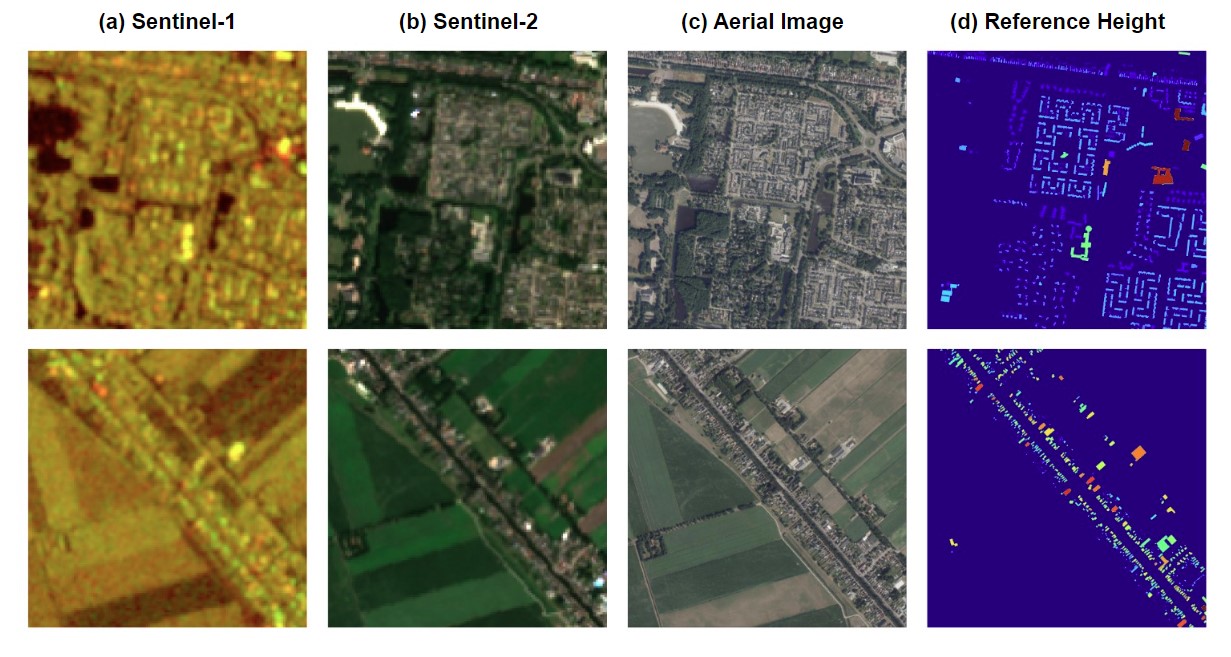 (a) Sentinel-1
(b) Sentinel-2
(c) Aerial Image
(d) Reference Height